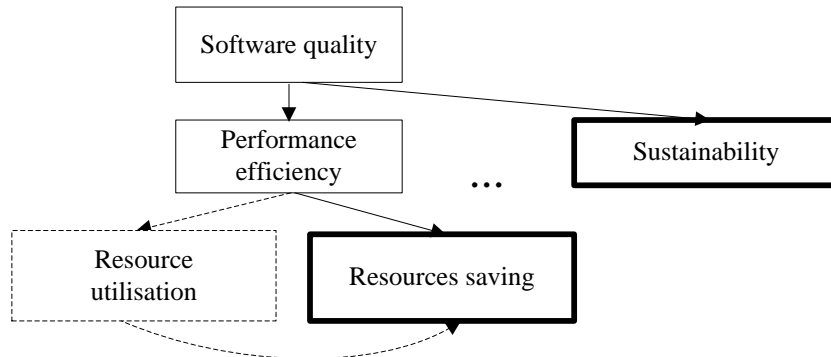 Software quality
Performance
efficiency
...
Sustainability
Resource
utilisation
Resources saving